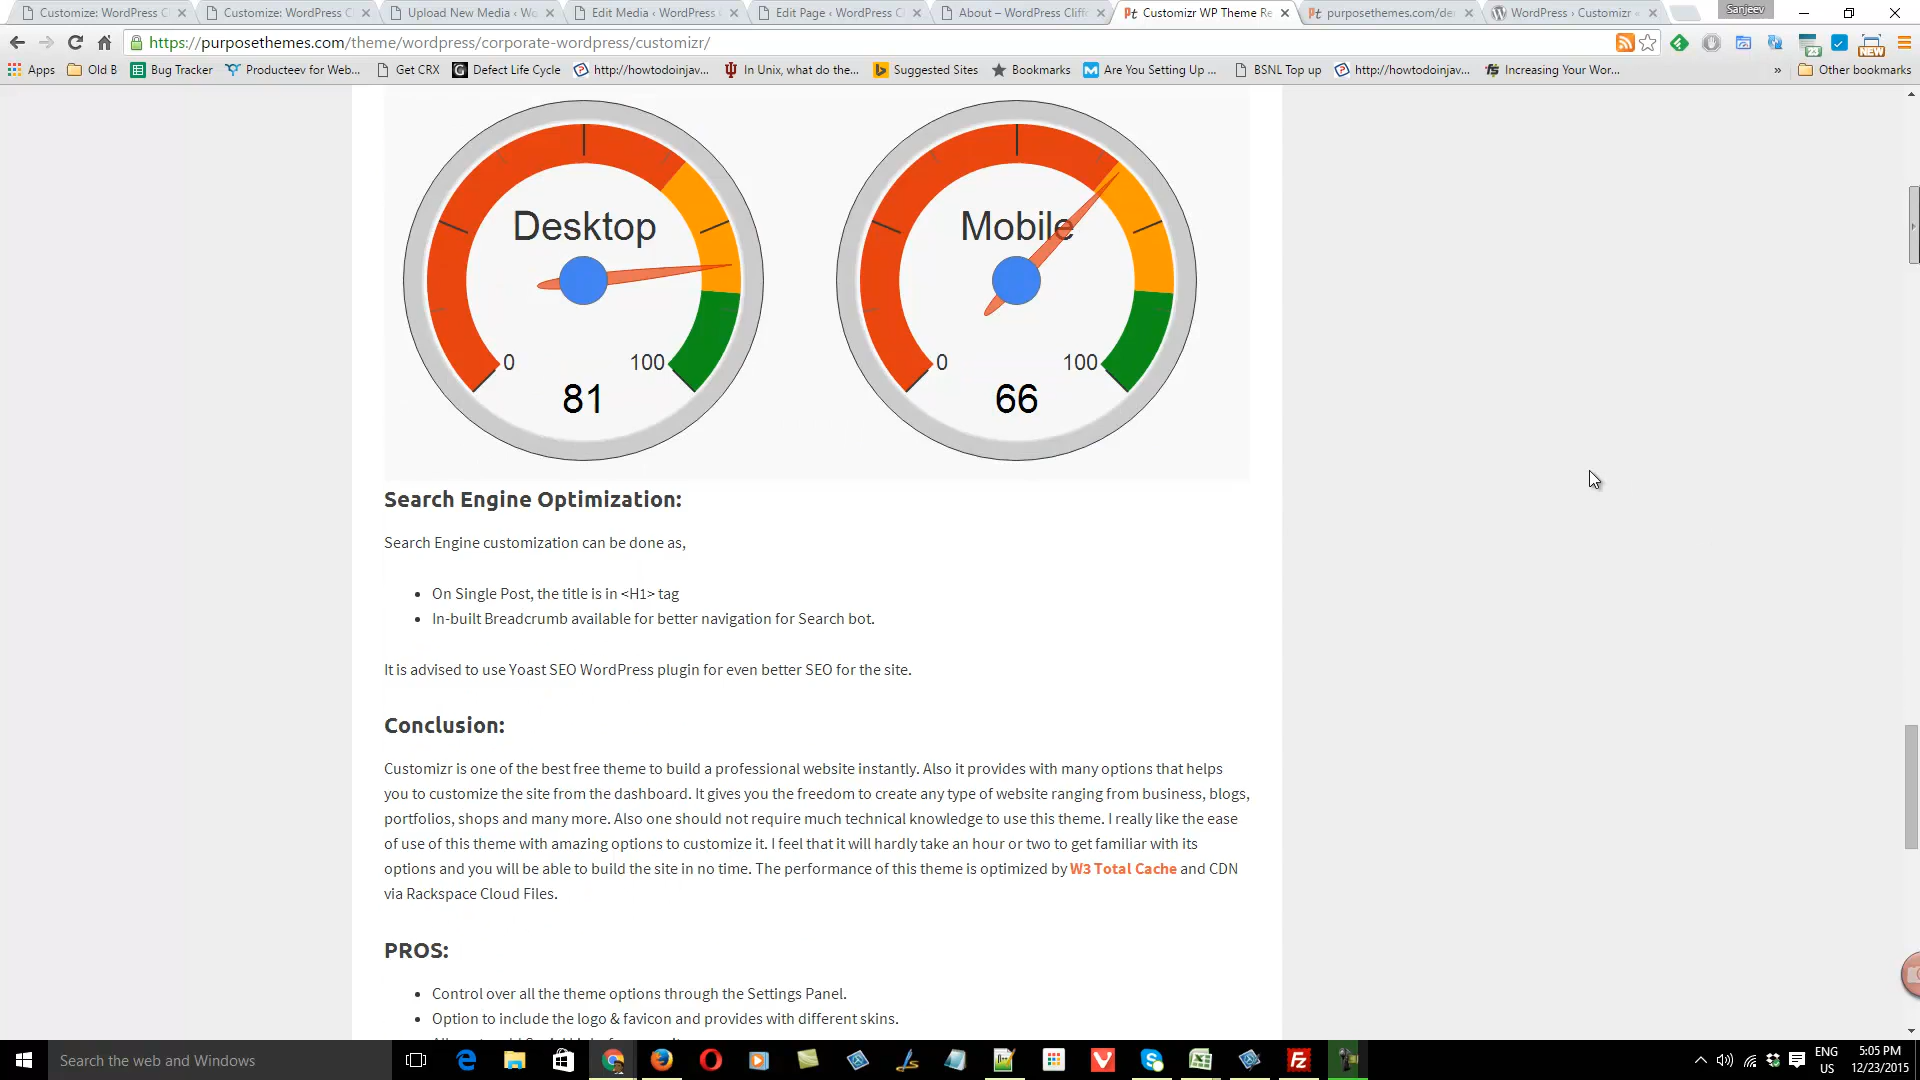 Customize: WordPress Cl
Customize: WordPress Cl
Upload New Media ‹ Wo
Edit Media ‹ WordPress
Edit Page ‹ WordPress C
About – WordPress Cliff
Customizr WP Theme Re
purposethemes.com/de
WordPress › Customizr «
Sanjeev
https://purposethemes.com/theme/wordpress/corporate-wordpress/customizr/
Apps
Old B
Bug Tracker
Producteev for Web...
Get CRX
Defect Life Cycle
http://howtodoinjav...
In Unix, what do the...
Suggested Sites
Bookmarks
Are You Setting Up ...
BSNL Top up
http://howtodoinjav...
Increasing Your Wor...
»
Other bookmarks
Desktop
0
100
81
Mobile
0
100
66
Search Engine Optimization:
Search Engine customization can be done as,
• On Single Post, the title is in <H1> tag
• In-built Breadcrumb available for better navigation for Search bot.
It is advised to use Yoast SEO WordPress plugin for even better SEO for the site.
Conclusion:
Customizr is one of the best free theme to build a professional website instantly. Also it provides with many options that helps
you to customize the site from the dashboard. It gives you the freedom to create any type of website ranging from business, blogs,
portfolios, shops and many more. Also one should not require much technical knowledge to use this theme. I really like the ease
of use of this theme with amazing options to customize it. I feel that it will hardly take an hour or two to get familiar with its
options and you will be able to build the site in no time. The performance of this theme is optimized by W3 Total Cache and CDN
via Rackspace Cloud Files.
PROS:
• Control over all the theme options through the Settings Panel.
• Option to include the logo & favicon and provides with different skins.
Search the web and Windows
ENG
US
5:05 PM
12/23/2015